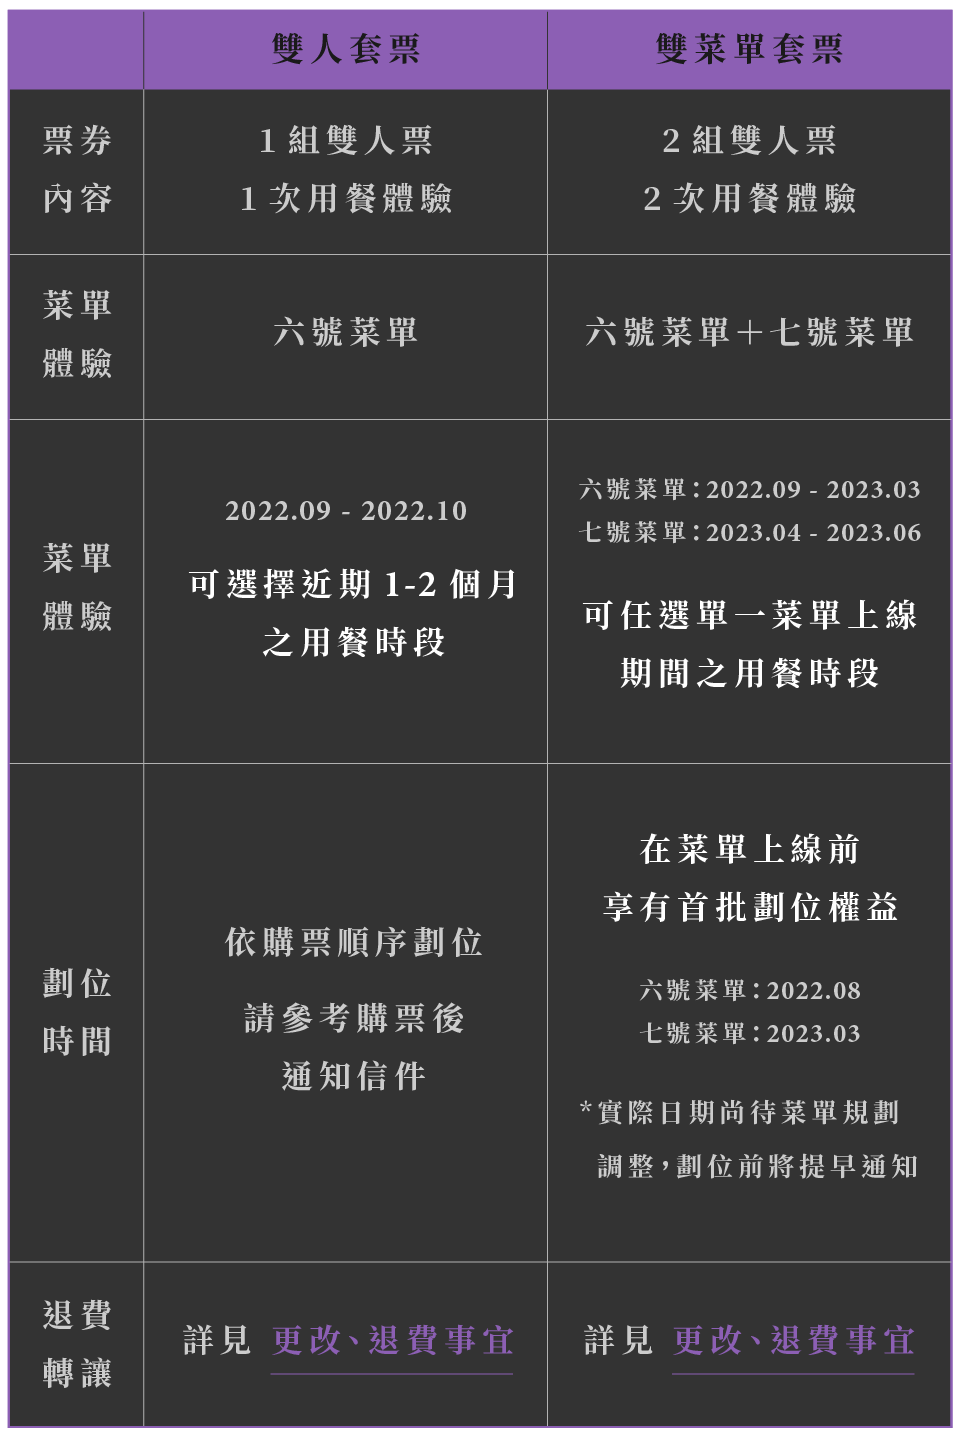 雙人套票
雙菜單套票
票券
內容
1 組雙人票
1 次用餐體驗
2 組雙人票
2 次用餐體驗
菜單
體驗
六號菜單
六號菜單＋七號菜單
菜單
體驗
2022.09 - 2022.10
可選擇近期 1-2 個月
之用餐時段
六號菜單：2022.09 - 2023.03
七號菜單：2023.04 - 2023.06
可任選單一菜單上線
期間之用餐時段
劃位
時間
依購票順序劃位
請參考購票後
通知信件
在菜單上線前
享有首批劃位權益
六號菜單：2022.08
七號菜單：2023.03
*實際日期尚待菜單規劃
調整，劃位前將提早通知
退費
轉讓
詳見 更改、退費事宜
詳見 更改、退費事宜